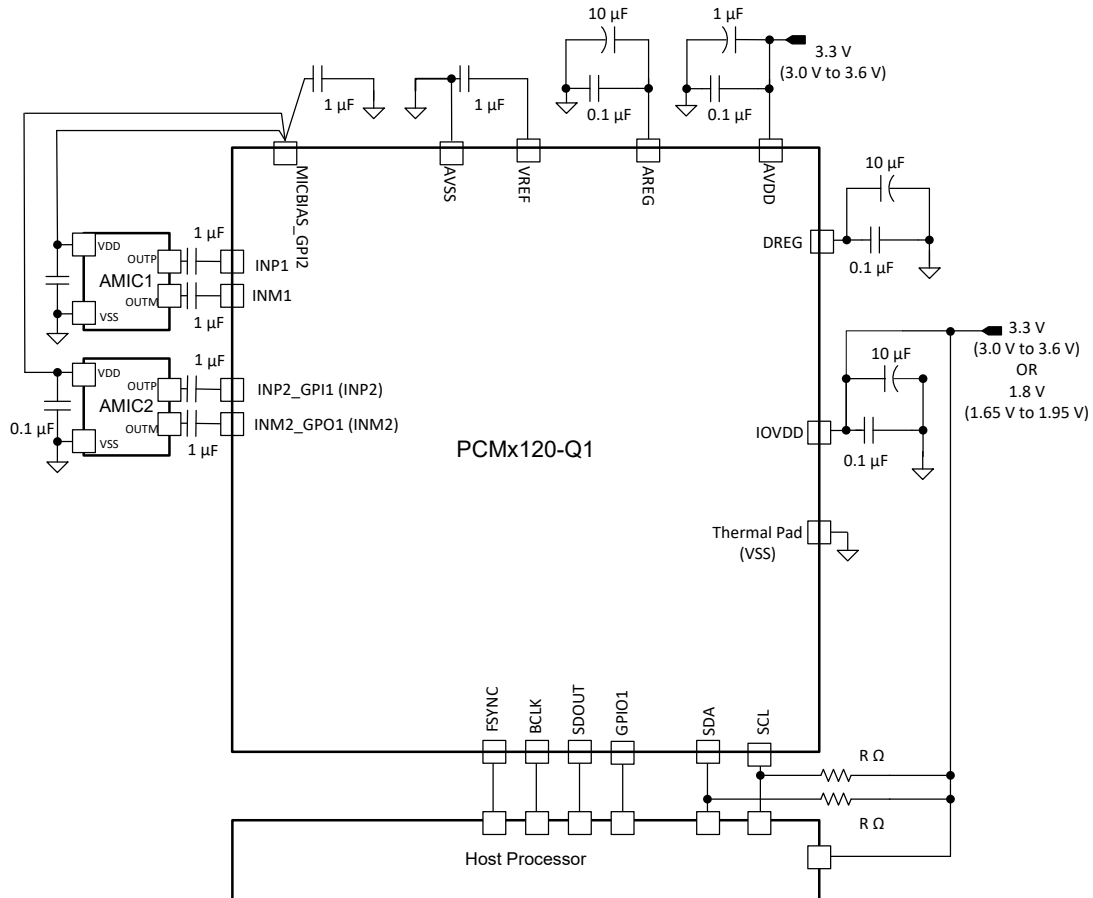 10 µF
1 µF
3.3 V
(3.0 V to 3.6 V)
1 µF
1 µF
0.1 µF
0.1 µF
MICBIAS_GPI2
AVSS
VREF
AREG
AVDD
10 µF
DREG
0.1 µF
1 µF
VDD
OUTP
INP1
AMIC1
OUTM
INM1
VSS
1 µF
3.3 V
(3.0 V to 3.6 V)
OR
1.8 V
(1.65 V to 1.95 V)
10 µF
1 µF
VDD
OUTP
INP2_GPI1 (INP2)
AMIC2
0.1 µF
OUTM
INM2_GPO1 (INM2)
VSS
1 µF
IOVDD
0.1 µF
PCMx120-Q1
Thermal Pad
(VSS)
FSYNC
BCLK
SDOUT
GPIO1
SDA
SCL
R Ω
R Ω
Host Processor